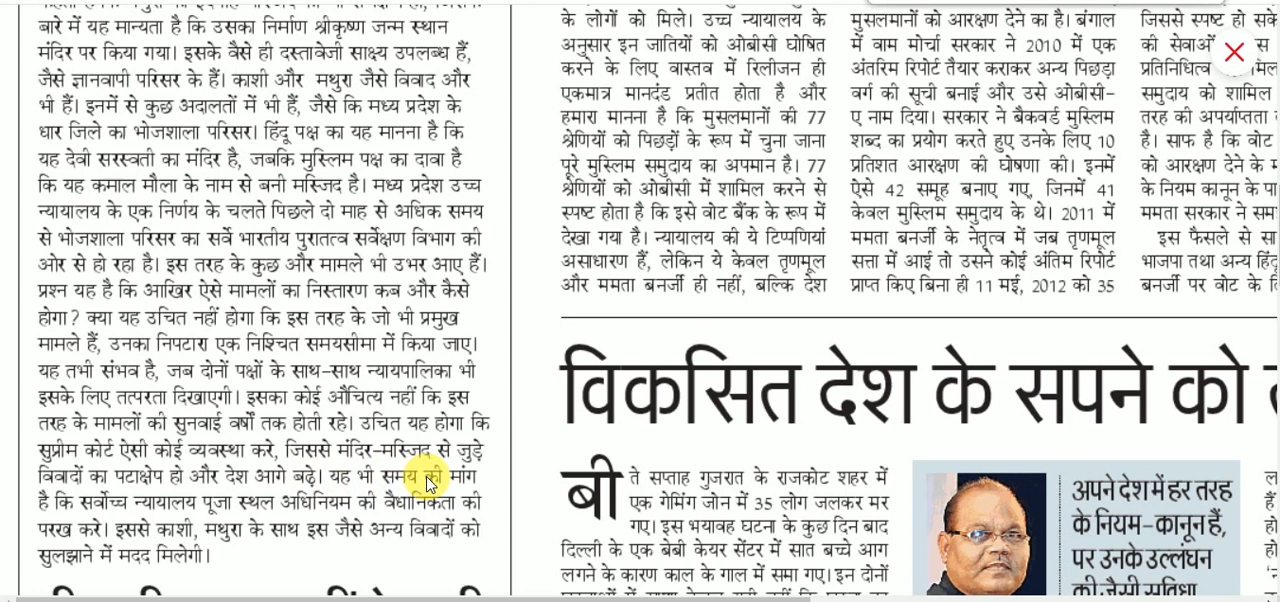 बारे में यह मान्यता है कि उसका निर्माण श्रीकृष्ण जन्म स्थान
मंदिर पर किया गया। इसके वैसे ही दस्तावेजी साक्ष्य उपलब्ध हैं,
जैसे ज्ञानवापी परिसर के हैं। काशी और मथुरा जैसे विवाद और
भी हैं। इनमें से कुछ अदालतों में भी हैं, जैसे कि मध्य प्रदेश के
धार जिले का भोजशाला परिसर। हिंदू पक्ष का यह मानना है कि
यह देवी सरस्वती का मंदिर है, जबकि मुस्लिम पक्ष का दावा है
कि यह कमाल मौला के नाम से बनी मस्जिद है। मध्य प्रदेश उच्च
न्यायालय के एक निर्णय के चलते पिछले दो माह से अधिक समय
से भोजशाला परिसर का सर्वे भारतीय पुरातत्व सर्वेक्षण विभाग की
ओर से हो रहा है। इस तरह के कुछ और मामले भी उभर आए हैं।
प्रश्न यह है कि आखिर ऐसे मामलों का निस्तारण कब और कैसे
होगा? क्या यह उचित नहीं होगा कि इस तरह के जो भी प्रमुख
मामले हैं, उनका निपटारा एक निश्चित समयसीमा में किया जाए।
यह तभी संभव है, जब दोनों पक्षों के साथ-साथ न्यायपालिका भी
इसके लिए तत्परता दिखाएगी। इसका कोई औचित्य नहीं कि इस
तरह के मामलों की सुनवाई वर्षों तक होती रहे। उचित यह होगा कि
सुप्रीम कोर्ट ऐसी कोई व्यवस्था करे, जिससे मंदिर-मस्जिद से जुड़े
विवादों का पटाक्षेप हो और देश आगे बढ़े। यह भी समय की मांग
है कि सर्वोच्च न्यायालय पूजा स्थल अधिनियम की वैधानिकता की
परख करे। इससे काशी, मथुरा के साथ इस जैसे अन्य विवादों को
सुलझाने में मदद मिलेगी।
के लोगों को मिले। उच्च न्यायालय के
अनुसार इन जातियों को ओबीसी घोषित
करने के लिए वास्तव में रिलीजन ही
एकमात्र मानदंड प्रतीत होता है और
हमारा मानना है कि मुसलमानों की 77
श्रेणियों को पिछड़ों के रूप में चुना जाना
पूरे मुस्लिम समुदाय का अपमान है। 77
श्रेणियों को ओबीसी में शामिल करने से
स्पष्ट होता है कि इसे वोट बैंक के रूप में
देखा गया है। न्यायालय की ये टिप्पणियां
असाधारण हैं, लेकिन ये केवल तृणमूल
और ममता बनर्जी ही नहीं, बल्कि देश
मुसलमानों को आरक्षण देने का है। बंगाल
में वाम मोर्चा सरकार ने 2010 में एक
अंतरिम रिपोर्ट तैयार कराकर अन्य पिछड़ा
वर्ग की सूची बनाई और उसे ओबीसी-
ए नाम दिया। सरकार ने बैकवर्ड मुस्लिम
शब्द का प्रयोग करते हुए उनके लिए 10
प्रतिशत आरक्षण की घोषणा की। इनमें
ऐसे 42 समूह बनाए गए, जिनमें 41
केवल मुस्लिम समुदाय के थे। 2011 में
ममता बनर्जी के नेतृत्व में जब तृणमूल
सत्ता में आई तो उसने कोई अंतिम रिपोर्ट
प्राप्त किए बिना ही 11 मई, 2012 को 35
जिससे स्पष्ट हो सके
की सेवाओं
प्रतिनिधित्व
समुदाय को शामिल
तरह की अपर्याप्तता
है। साफ है कि वोट
को आरक्षण देने के
के नियम कानून के
ममता सरकार ने
इस फैसले से
भाजपा तथा अन्य
बनर्जी पर वोट के
विकसित देश के सपने को
बीते सप्ताह गुजरात के राजकोट शहर में
एक गेमिंग जोन में 35 लोग जलकर मर
गए। इस भयावह घटना के कुछ दिन बाद
दिल्ली के एक बेबी केयर सेंटर में सात बच्चे आग
लगने के कारण काल के गाल में समा गए। इन दोनों
अपने देश में हर तरह
के नियम-कानून हैं,
पर उनके उल्लंघन
की जैसी सुविधा